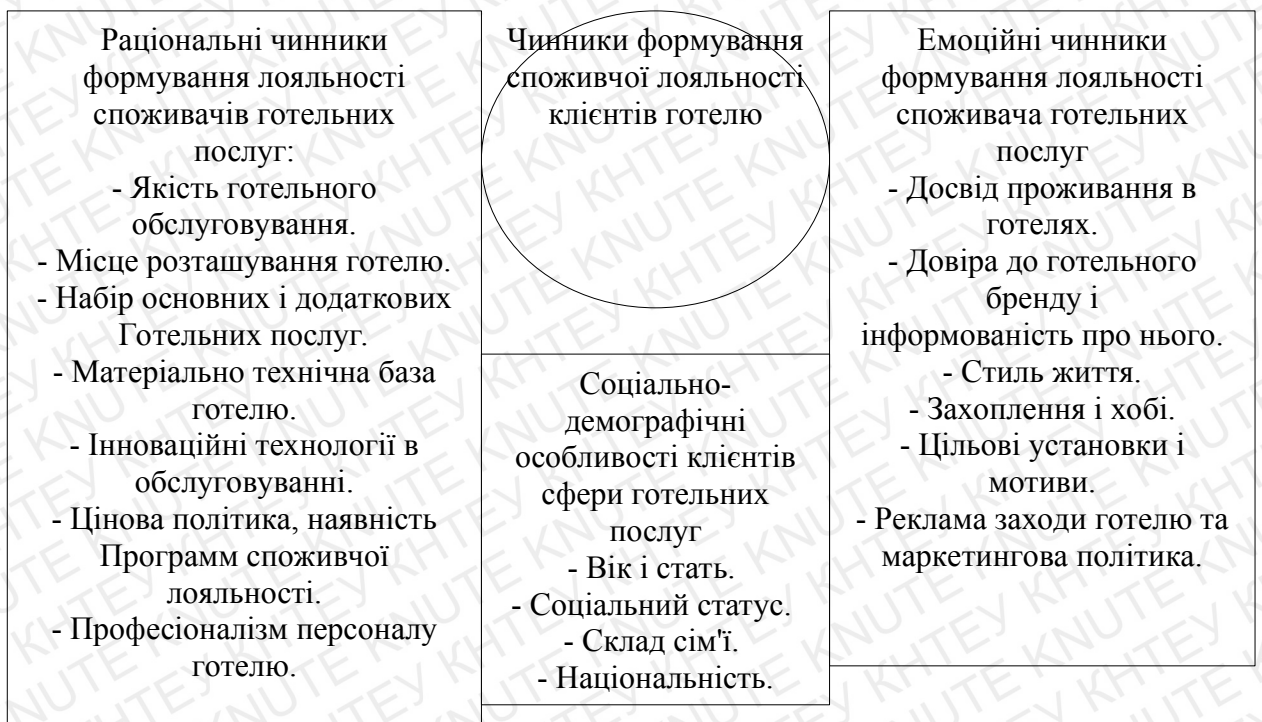 Раціональні чинники
формування лояльності
споживачів готельних
послуг:
- Якість готельного
обслуговування.
- Місце розташування готелю.
- Набір основних і додаткових
Готельних послуг.
- Матеріально технічна база
готелю.
- Інноваційні технології в
обслуговуванні.
- Цінова політика, наявність
Программ споживчої
лояльності.
- Професіоналізм персоналу
готелю.
Чинники формування
споживчої лояльності
клієнтів готелю
Соціально-
демографічні
особливості клієнтів
сфери готельних
послуг
- Вік і стать.
- Соціальний статус.
- Склад сім'ї.
- Національність.
Емоційні чинники
формування лояльності
споживача готельних
послуг
- Досвід проживання в
готелях.
- Довіра до готельного
бренду і
інформованість про нього.
- Стиль життя.
- Захоплення і хобі.
- Цільові установки і
мотиви.
- Реклама заходи готелю та
маркетингова політика.